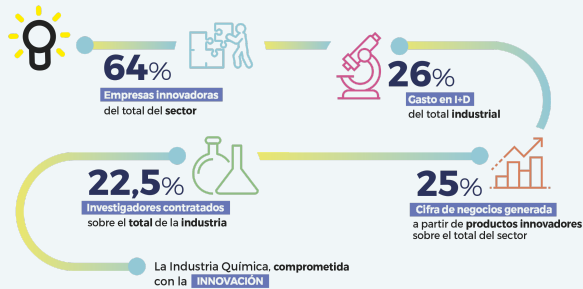 64%
Empresas innovadoras
del total del sector
26%
Gasto en I+D
del total industrial
25%
Cifra de negocios generada
a partir de productos innovadores
sobre el total del sector
22,5%
Investigadores contratados
sobre el total de la industria
La Industria Química, comprometida
con la INNOVACIÓN